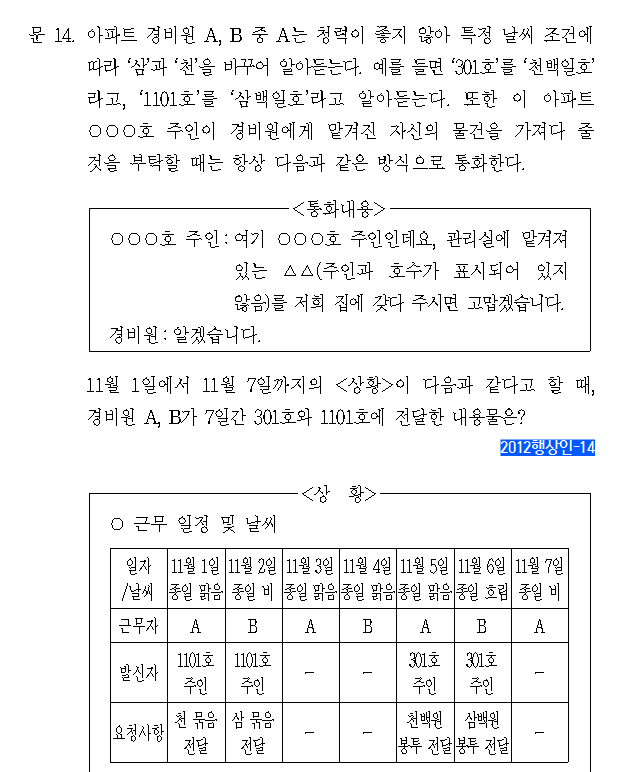 문 14. 아파트 경비원 A, B 중 A는 청력이 좋지 않아 특정 날씨 조건에
따라 '삼'과 '천'을 바꾸어 알아듣는다. 예를 들면 '301호'를 '천백일호'
라고, '1101호'를 '삼백일호'라고 알아듣는다. 또한 이 아파트
○○○호 주인이 경비원에게 맡겨진 자신의 물건을 가져다 줄
것을 부탁할 때는 항상 다음과 같은 방식으로 통화한다.
<통화내용>
○○○호 주인 : 여기 ○○○호 주인인데요, 관리실에 맡겨져
있는 △△(주인과 호수가 표시되어 있지
않음)를 저희 집에 갖다 주시면 고맙겠습니다.
경비원 : 알겠습니다.
11월 1일에서 11월 7일까지의 <상황>이 다음과 같다고 할 때,
경비원 A, B가 7일간 301호와 1101호에 전달한 내용물은?
2012행상인-14
<상 황>
○ 근무 일정 및 날씨
일자 11월 1일 11월 2일 11월 3일 11월 4일 11월 5일 11월 6일 11월 7일
/날씨 종일 맑음 종일 비 종일 맑음 종일 맑음 종일 맑음 종일 흐림 종일 비
근무자 A B A B A B A
발신자 1101호 주인 1101호 주인 － － 301호 주인 301호 주인 －
요청사항 천 묶음 전달 삼 묶음 전달 － － 천백원 봉투 전달 삼백원 봉투 전달 －